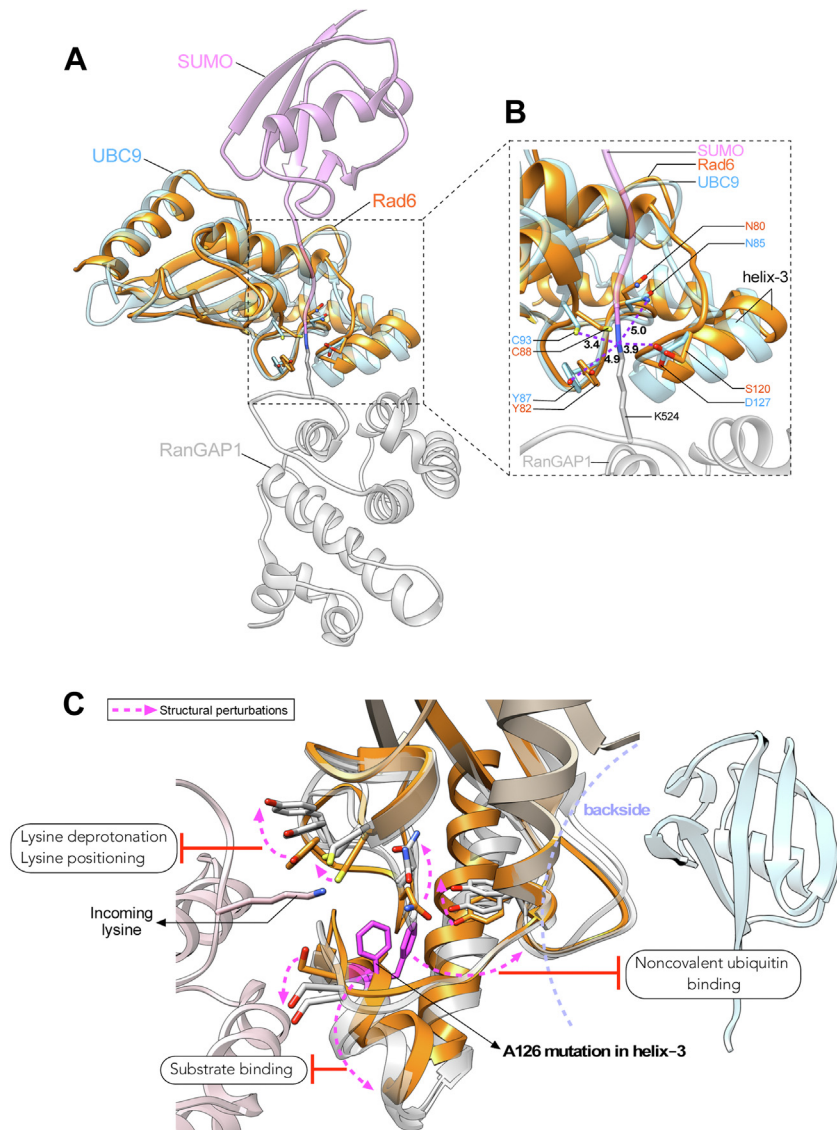 A
SUMO
UBC9
Rad6
RanGAP1
B
SUMO
Rad6
UBC9
N80
N85
helix-3
5.0
C93
C88
3.4
3.9
4.9
Y87
Y82
S120
D127
K524
RanGAP1
C
Structural perturbations
backside
Lysine deprotonation
Lysine positioning
Incoming
lysine
Noncovalent ubiquitin
binding
A126 mutation in helix-3
Substrate binding